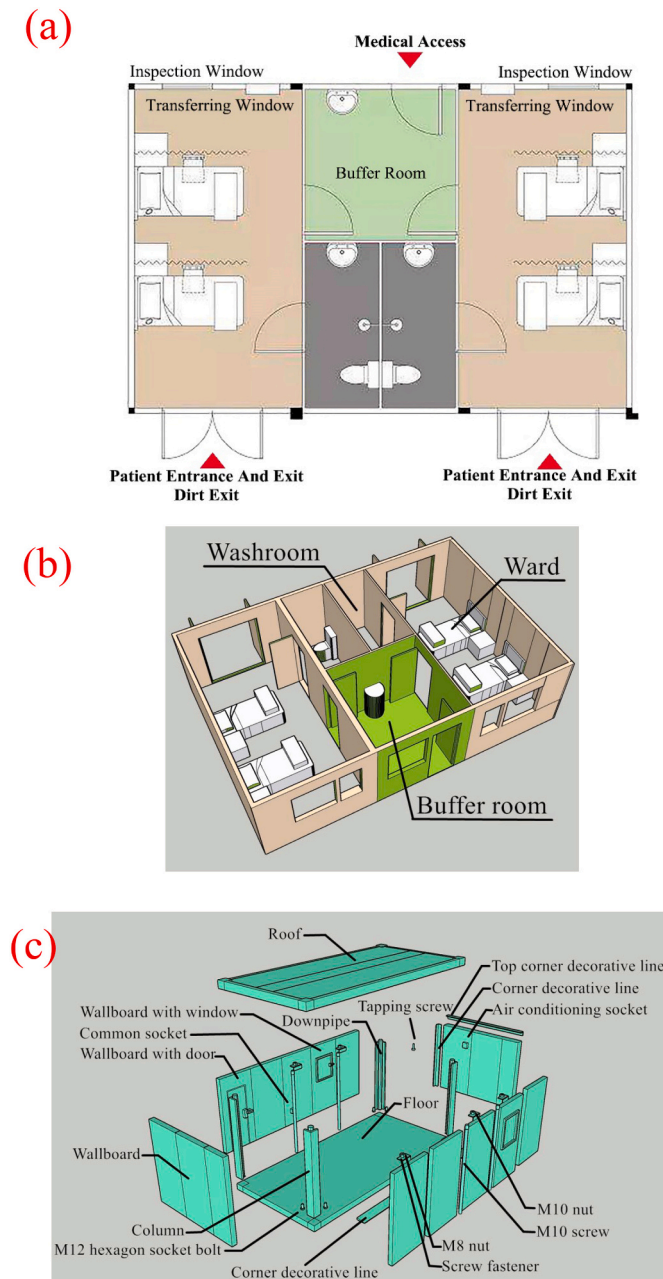 (a)
Medical Access
Inspection Window
Inspection Window
Transferring Window
Transferring Window
Buffer Room
Patient Entrance And Exit
Dirt Exit
Patient Entrance And Exit
Dirt Exit
(b)
Washroom
Ward
Buffer room
(c)
Roof
Top corner decorative line
Corner decorative line
Air conditioning socket
Wallboard with window
Common socket
Wallboard with door
Downpipe
Tapping screw
Floor
Wallboard
Column
M12 hexagon socket bolt
Corner decorative line
M10 nut
M10 screw
M8 nut
Screw fastener